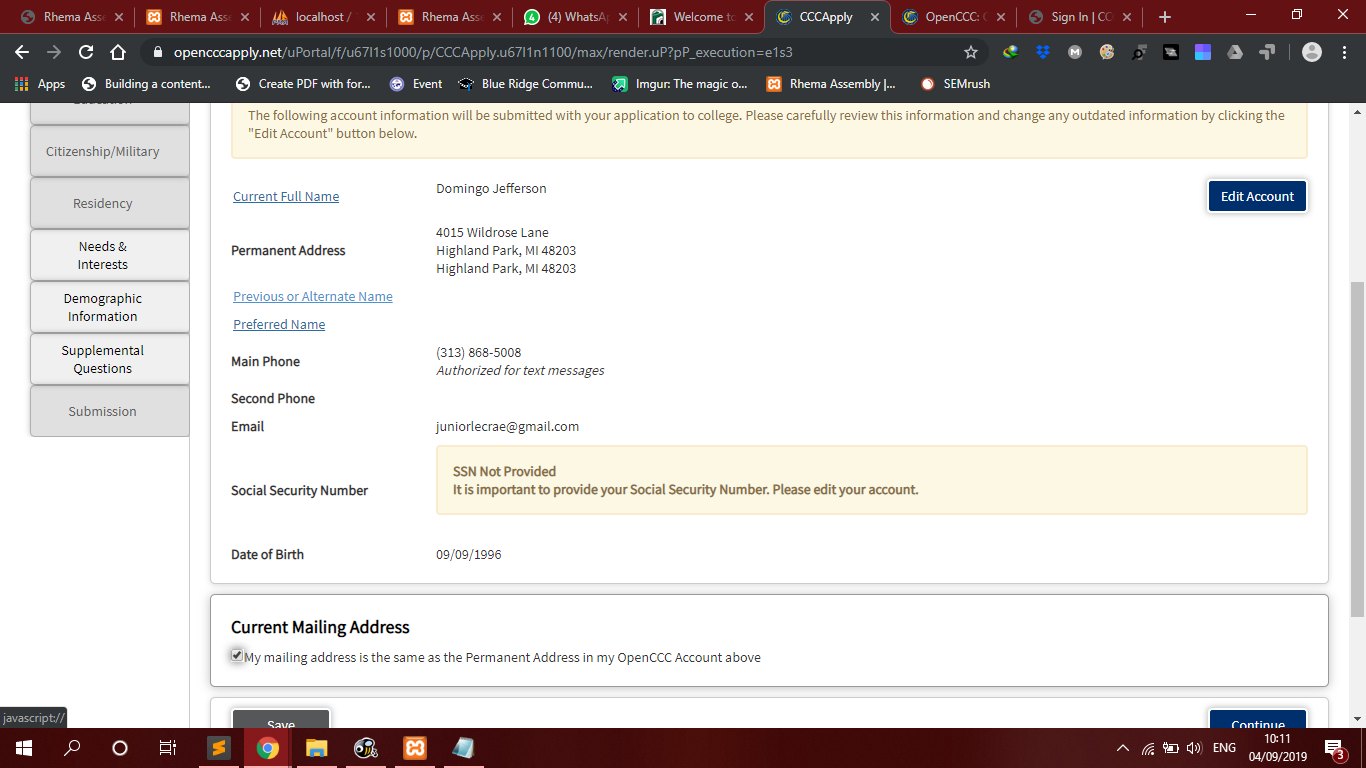 Rhema Asse
Rhema Asse
localhost /
Rhema Asse
(4) WhatsAp
Welcome to
CCCApply
OpenCCC: C
Sign In | CO
opencccapply.net/uPortal/f/u67l1s1000/p/CCCApply.u67l1n1100/max/render.uP?pP_execution=e1s3
Apps
Building a content...
Create PDF with for...
Event
Blue Ridge Commu...
Imgur: The magic o...
Rhema Assembly |...
SEMrush
Education
Citizenship/Military
Residency
Needs &
Interests
Demographic
Information
Supplemental
Questions
Submission
The following account information will be submitted with your application to college. Please carefully review this information and change any outdated information by clicking the
"Edit Account" button below.
Current Full Name
Domingo Jefferson
Edit Account
Permanent Address
4015 Wildrose Lane
Highland Park, MI 48203
Highland Park, MI 48203
Previous or Alternate Name
Preferred Name
Main Phone
(313) 868-5008
Authorized for text messages
Second Phone
Email
juniorlecrae@gmail.com
Social Security Number
SSN Not Provided
It is important to provide your Social Security Number. Please edit your account.
Date of Birth
09/09/1996
Current Mailing Address
My mailing address is the same as the Permanent Address in my OpenCCC Account above
Save
Continue
javascript://
ENG
10:11
04/09/2019
3